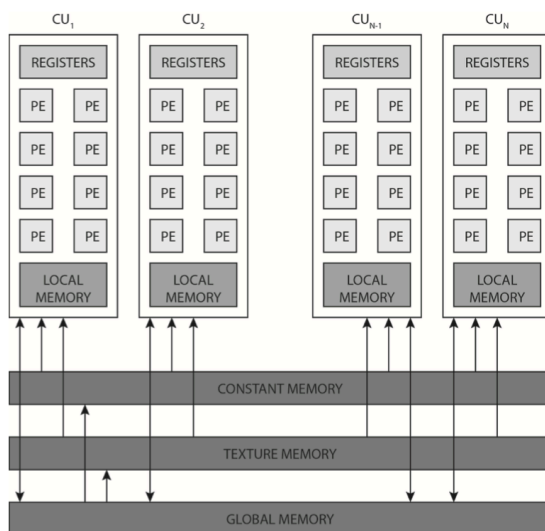 CU1 CU2 CUN-1 CUN
REGISTERS REGISTERS REGISTERS REGISTERS
PE PE PE PE PE PE PE PE
PE PE PE PE PE PE PE PE
PE PE PE PE PE PE PE PE
PE PE PE PE PE PE PE PE
LOCAL LOCAL LOCAL LOCAL
MEMORY MEMORY MEMORY MEMORY
CONSTANT MEMORY
TEXTURE MEMORY
GLOBAL MEMORY